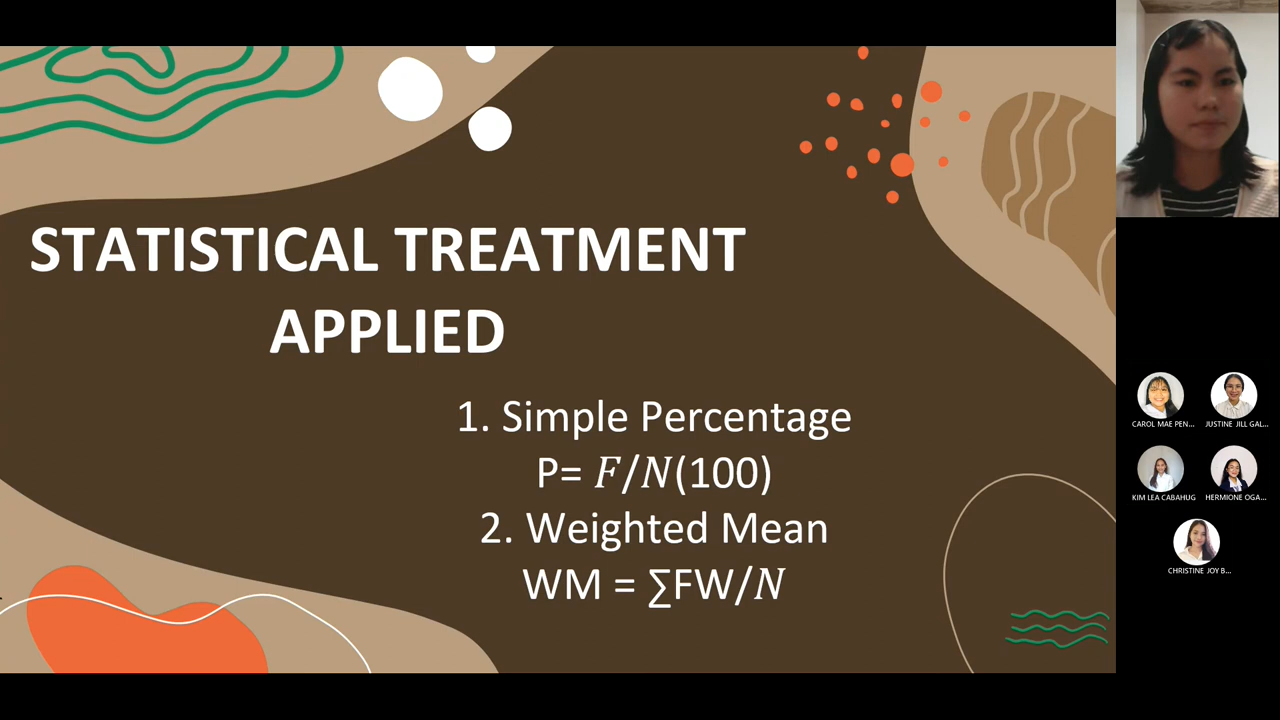 STATISTICAL TREATMENT
APPLIED
1. Simple Percentage
P= F/N(100)
2. Weighted Mean
WM = ∑FW/N
CAROL MAE PEN...
JUSTINE JILL GAL...
KIM LEA CABAHUG
HERMIONE OGA...
CHRISTINE JOY B...